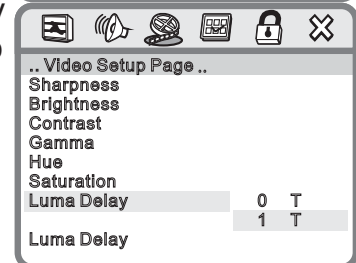 .. Video Setup Page ..
Sharpness
Brightness
Contrast
Gamma
Hue
Saturation
Luma Delay 0 T
1 T
Luma Delay